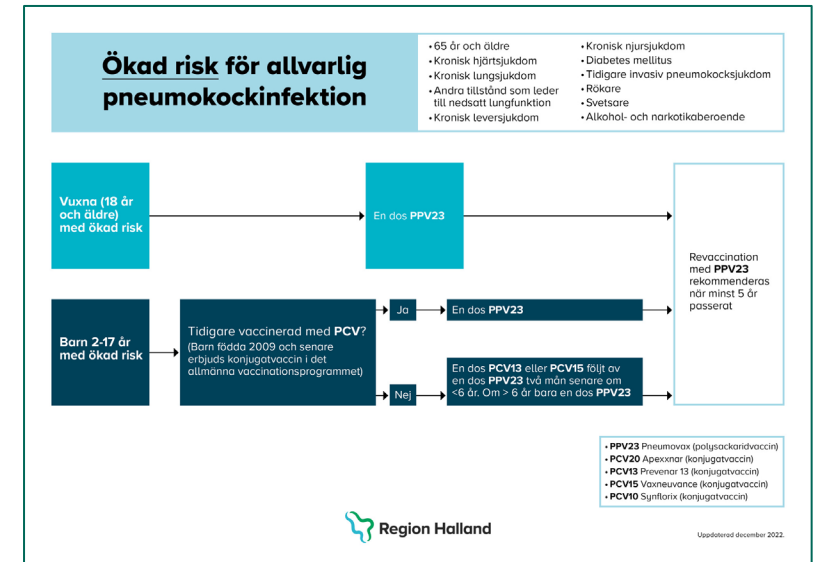 Ökad risk för allvarlig
pneumokockinfektion
• 65 år och äldre
• Kronisk hjärtsjukdom
• Kronisk lungsjukdom
• Andra tillstånd som leder
till nedsatt lungfunktion
• Kronisk leversjukdom
• Kronisk njursjukdom
• Diabetes mellitus
• Tidigare invasiv pneumokocksjukdom
• Rökare
• Svetsare
• Alkohol- och narkotikaberoende
Vuxna (18 år
och äldre)
med ökad risk
En dos PPV23
Revaccination
med PPV23
rekommenderas
när minst 5 år
passerat
Barn 2-17 år
med ökad risk
Tidigare vaccinerad med PCV?
(Barn födda 2009 och senare
erbjuds konjugatvaccin i det
allmänna vaccinationsprogrammet)
Ja
En dos PPV23
Nej
En dos PCV13 eller PCV15 följt av
en dos PPV23 två mån senare om
<6 år. Om > 6 år bara en dos PPV23
• PPV23 Pneumovax (polysackaridvaccin)
• PCV20 Apexxnar (konjugatvaccin)
• PCV13 Prevenar 13 (konjugatvaccin)
• PCV15 Vaxneuvance (konjugatvaccin)
• PCV10 Synflorix (konjugatvaccin)
Region Halland
Uppdaterad december 2022.